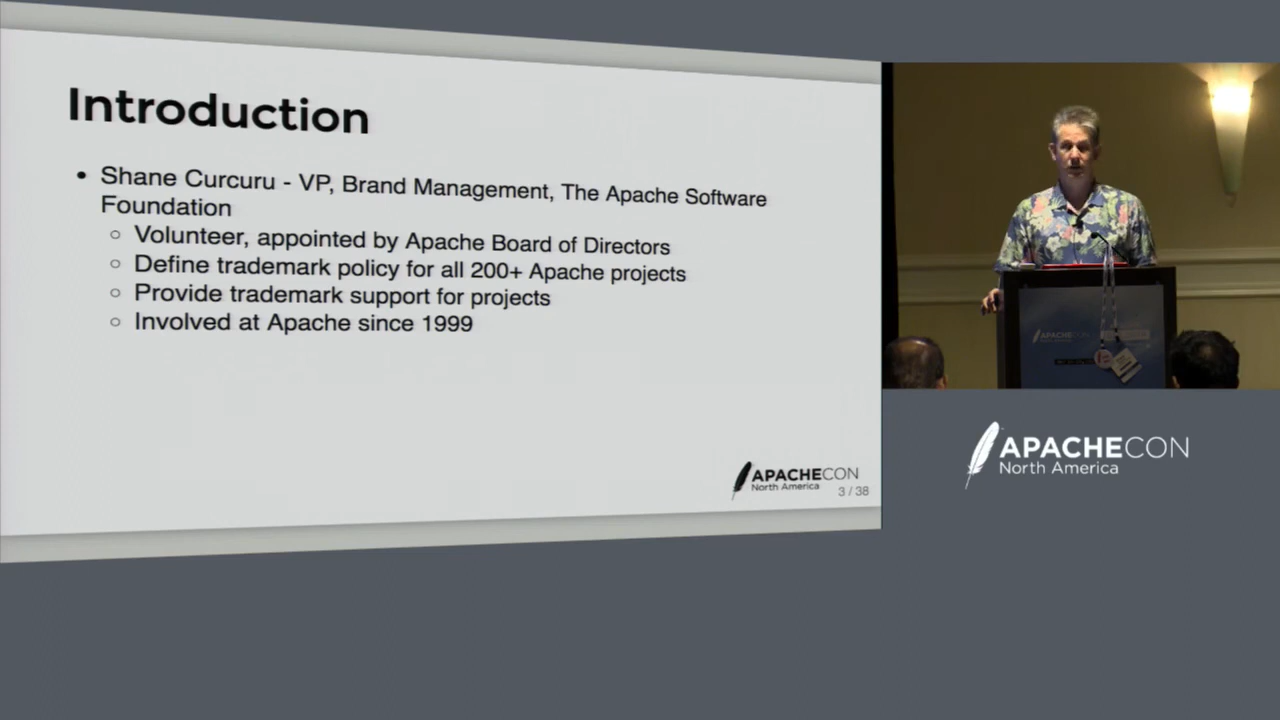 Introduction
• Shane Curcuru - VP, Brand Management, The Apache Software
Foundation
○ Volunteer, appointed by Apache Board of Directors
○ Define trademark policy for all 200+ Apache projects
○ Provide trademark support for projects
○ Involved at Apache since 1999
APACHECON
North America
3 / 38
APACHECON
North America